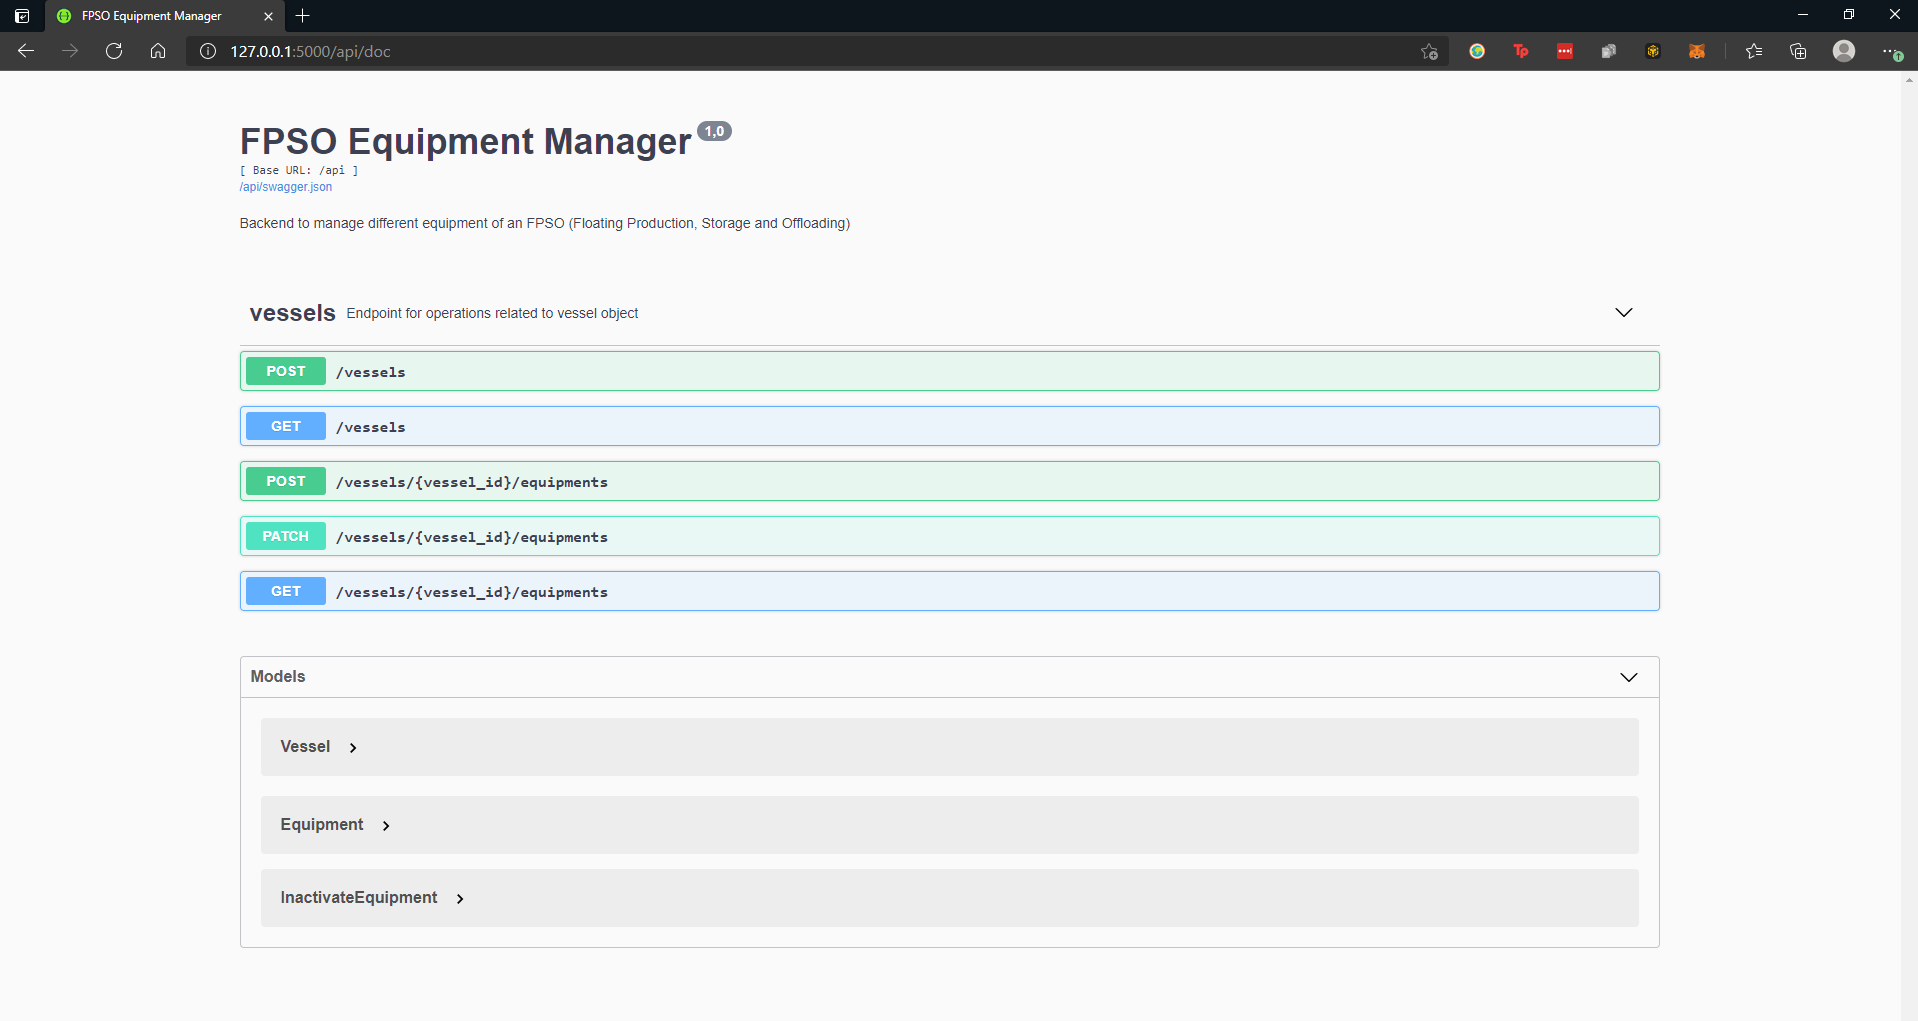 FPSO Equipment Manager
127.0.0.1:5000/api/doc
Tp
FPSO Equipment Manager 1,0
[ Base URL: /api ]
/api/swagger.json
Backend to manage different equipment of an FPSO (Floating Production, Storage and Offloading)
vessels Endpoint for operations related to vessel object
POST /vessels
GET /vessels
POST /vessels/{vessel_id}/equipments
PATCH /vessels/{vessel_id}/equipments
GET /vessels/{vessel_id}/equipments
Models
Vessel
Equipment
InactivateEquipment